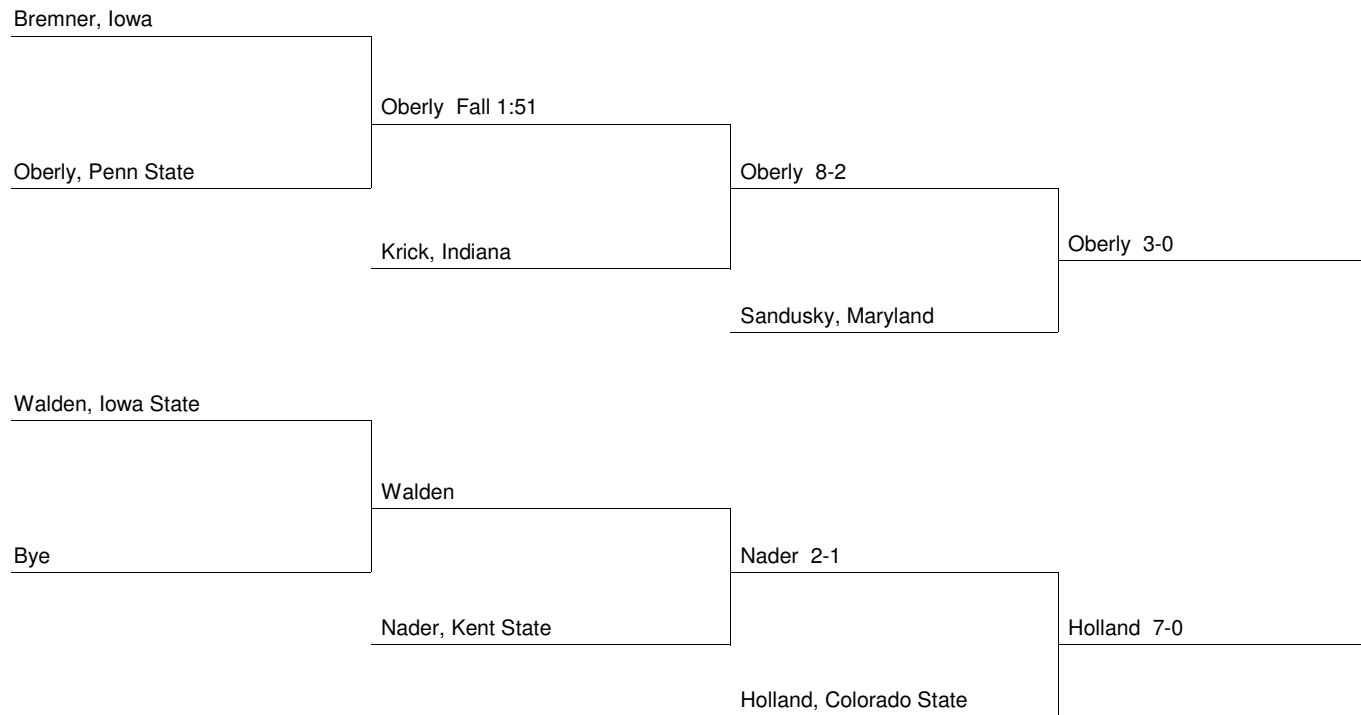 Bremner, Iowa
Oberly  Fall 1:51
Oberly, Penn State
Oberly  8-2
Krick, Indiana
Oberly  3-0
Sandusky, Maryland
Walden, Iowa State
Walden
Bye
Nader  2-1
Nader, Kent State
Holland  7-0
Holland, Colorado State